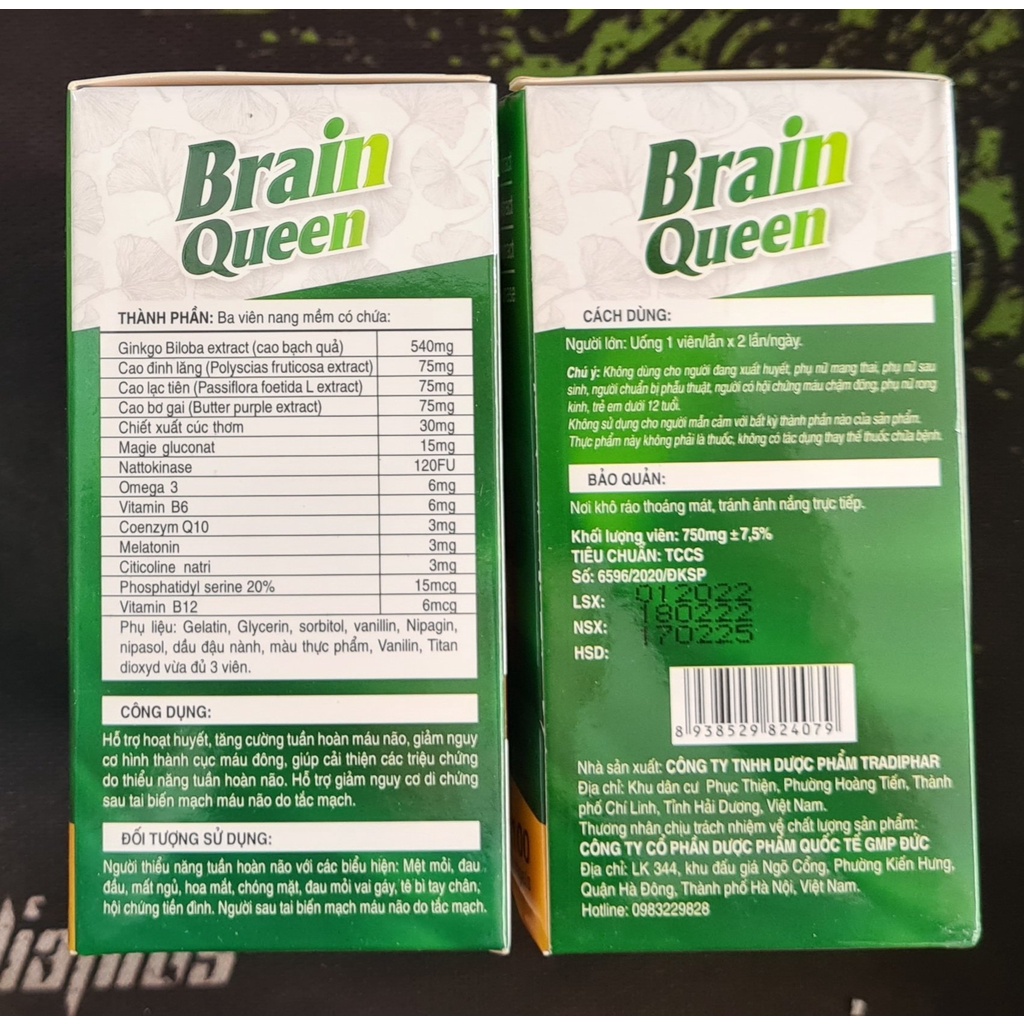 Brain
Queen
THÀNH PHẦN: Ba viên nang mềm có chứa:
Ginkgo Biloba extract (cao bạch quả) 540mg
Cao đinh lăng (Polyscias fruticosa extract) 75mg
Cao lạc tiên (Passiflora foetida L extract) 75mg
Cao bơ gai (Butter purple extract) 75mg
Chiết xuất cúc thơm 30mg
Magie gluconat 15mg
Nattokinase 120FU
Omega 3 6mg
Vitamin B6 6mg
Coenzym Q10 3mg
Melatonin 3mg
Citicoline natri 3mg
Phosphatidyl serine 20% 15mcg
Vitamin B12 6mcg
Phụ liệu: Gelatin, Glycerin, sorbitol, vanillin, Nipagin,
nipasol, dầu đậu nành, màu thực phẩm, Vanilin, Titan
dioxyd vừa đủ 3 viên.
CÔNG DỤNG:
Hỗ trợ hoạt huyết, tăng cường tuần hoàn máu não, giảm nguy
cơ hình thành cục máu đông, giúp cải thiện các triệu chứng
do thiểu năng tuần hoàn não. Hỗ trợ giảm nguy cơ di chứng
sau tai biến mạch máu não do tắc mạch.
ĐỐI TƯỢNG SỬ DỤNG:
Người thiểu năng tuần hoàn não với các biểu hiện: Mệt mỏi, đau
đầu, mất ngủ, hoa mắt, chóng mặt, đau mỏi vai gáy, tê bì tay chân,
hội chứng tiền đình. Người sau tai biến mạch máu não do tắc mạch.
Brain
Queen
CÁCH DÙNG:
Người lớn: Uống 1 viên/lần x 2 lần/ngày.
Chú ý: Không dùng cho người đang xuất huyết, phụ nữ mang thai, phụ nữ sau
sinh, người chuẩn bị phẫu thuật, người có hội chứng máu chậm đông, phụ nữ rong
kinh, trẻ em dưới 12 tuổi.
Không sử dụng cho người mẫn cảm với bất kỳ thành phần nào của sản phẩm.
Thực phẩm này không phải là thuốc, không có tác dụng thay thế thuốc chữa bệnh.
BẢO QUẢN:
Nơi khô ráo thoáng mát, tránh ánh nắng trực tiếp.
Khối lượng viên: 750mg ±7,5%
TIÊU CHUẨN: TCCS
Số: 6596/2020/ĐKSP
LSX: 012022
NSX: 180222
HSD: 170225
8 938529 824079
Nhà sản xuất: CÔNG TY TNHH DƯỢC PHẨM TRADIPHAR
Địa chỉ: Khu dân cư Phục Thiện, Phường Hoàng Tiến, Thành
phố Chí Linh, Tỉnh Hải Dương, Việt Nam.
Thương nhân chịu trách nhiệm về chất lượng sản phẩm:
CÔNG TY CỔ PHẦN DƯỢC PHẨM QUỐC TẾ GMP ĐỨC
Địa chỉ: LK 344, khu đấu giá Ngõ Cổng, Phường Kiến Hưng,
Quận Hà Đông, Thành phố Hà Nội, Việt Nam.
Hotline: 0983229828